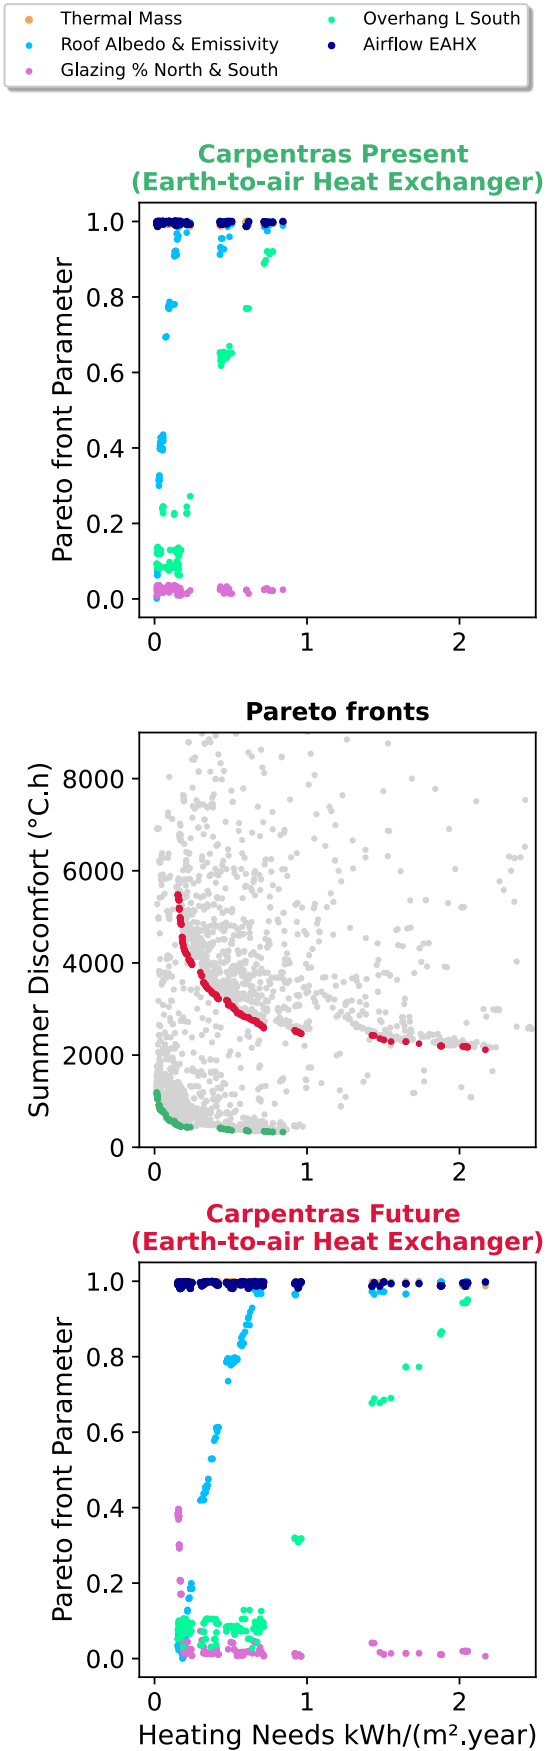 Thermal Mass
Roof Albedo & Emissivity
Glazing % North & South
Overhang L South
Airflow EAHX
Carpentras Present
(Earth-to-air Heat Exchanger)
Pareto front Parameter
1.0
0.8
0.6
0.4
0.2
0.0
0 1 2
Pareto fronts
Summer Discomfort (°C.h)
8000
6000
4000
2000
0
0 1 2
Carpentras Future
(Earth-to-air Heat Exchanger)
Pareto front Parameter
1.0
0.8
0.6
0.4
0.2
0.0
0 1 2
Heating Needs kWh/(m².year)